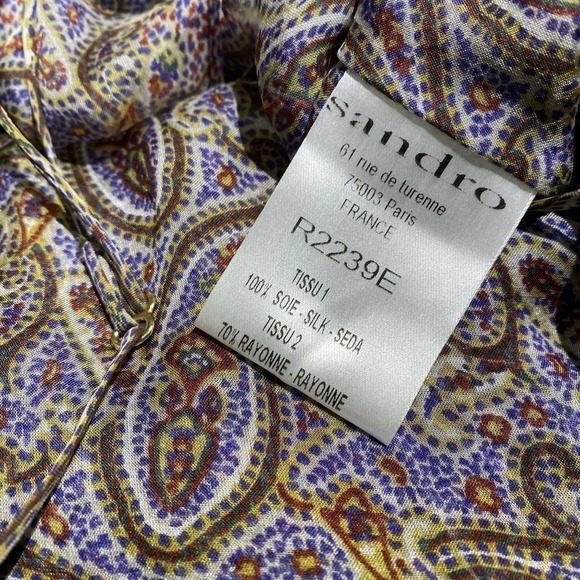 sandro
61 rue de turenne
75003 Paris
FRANCE
R2239E
TISSU 1
100% SOIE - SILK - SEDA
TISSU 2
70% RAYONNE - RAYONNE